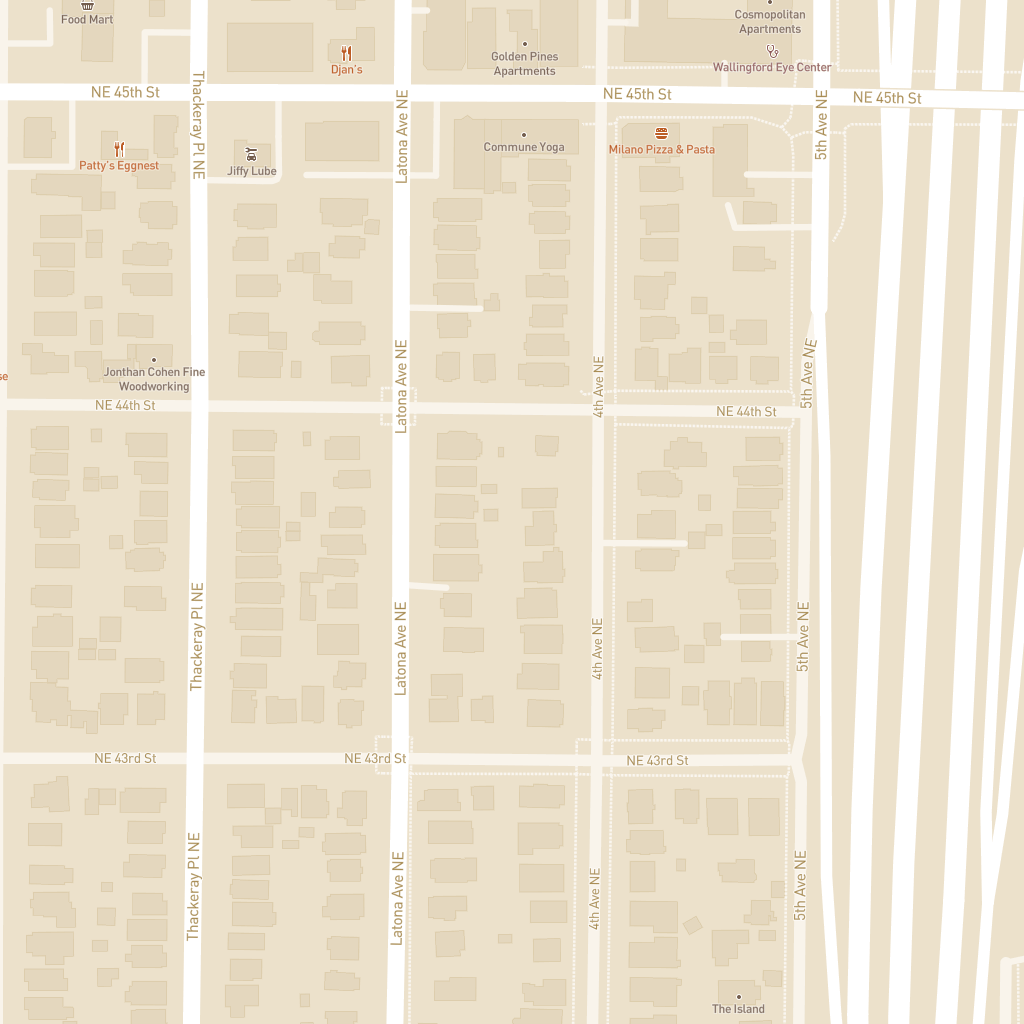 Food Mart
Djan's
Golden Pines
Apartments
Cosmopolitan
Apartments
Wallingford Eye Center
NE 45th St
NE 45th St
NE 45th St
Thackeray Pl NE
Latona Ave NE
5th Ave NE
Patty's Eggnest
Jiffy Lube
Commune Yoga
Milano Pizza & Pasta
Jonthan Cohen Fine
Woodworking
se
Latona Ave NE
4th Ave NE
5th Ave NE
NE 44th St
NE 44th St
Thackeray Pl NE
Latona Ave NE
4th Ave NE
5th Ave NE
NE 43rd St
NE 43rd St
NE 43rd St
Thackeray Pl NE
Latona Ave NE
4th Ave NE
5th Ave NE
The Island